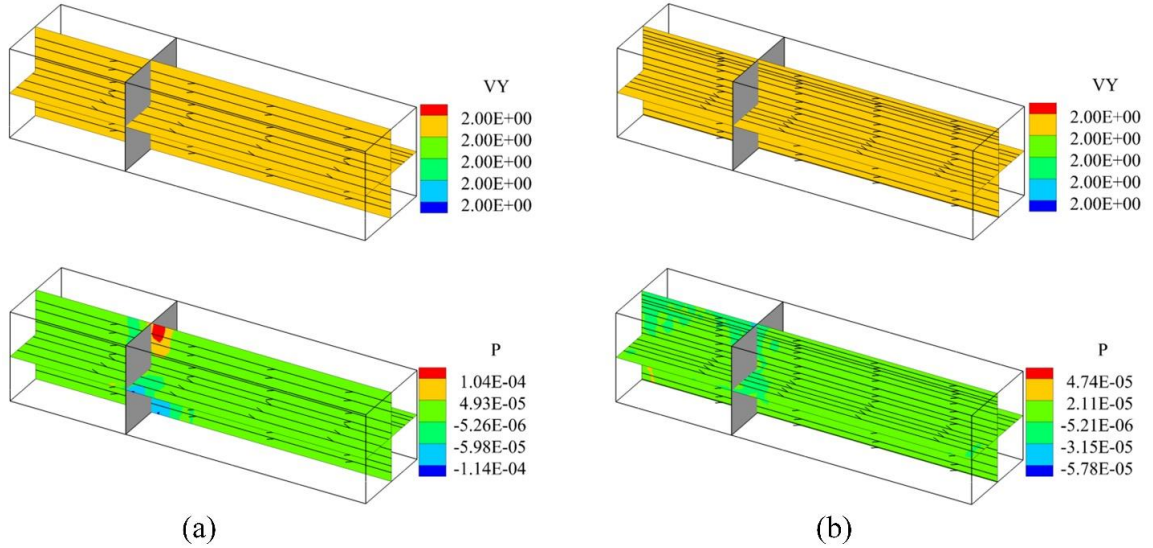 VY
2.00E+00
2.00E+00
2.00E+00
2.00E+00
2.00E+00
VY
2.00E+00
2.00E+00
2.00E+00
2.00E+00
2.00E+00
P
1.04E-04
4.93E-05
-5.26E-06
-5.98E-05
-1.14E-04
P
4.74E-05
2.11E-05
-5.21E-06
-3.15E-05
-5.78E-05
(a)
(b)